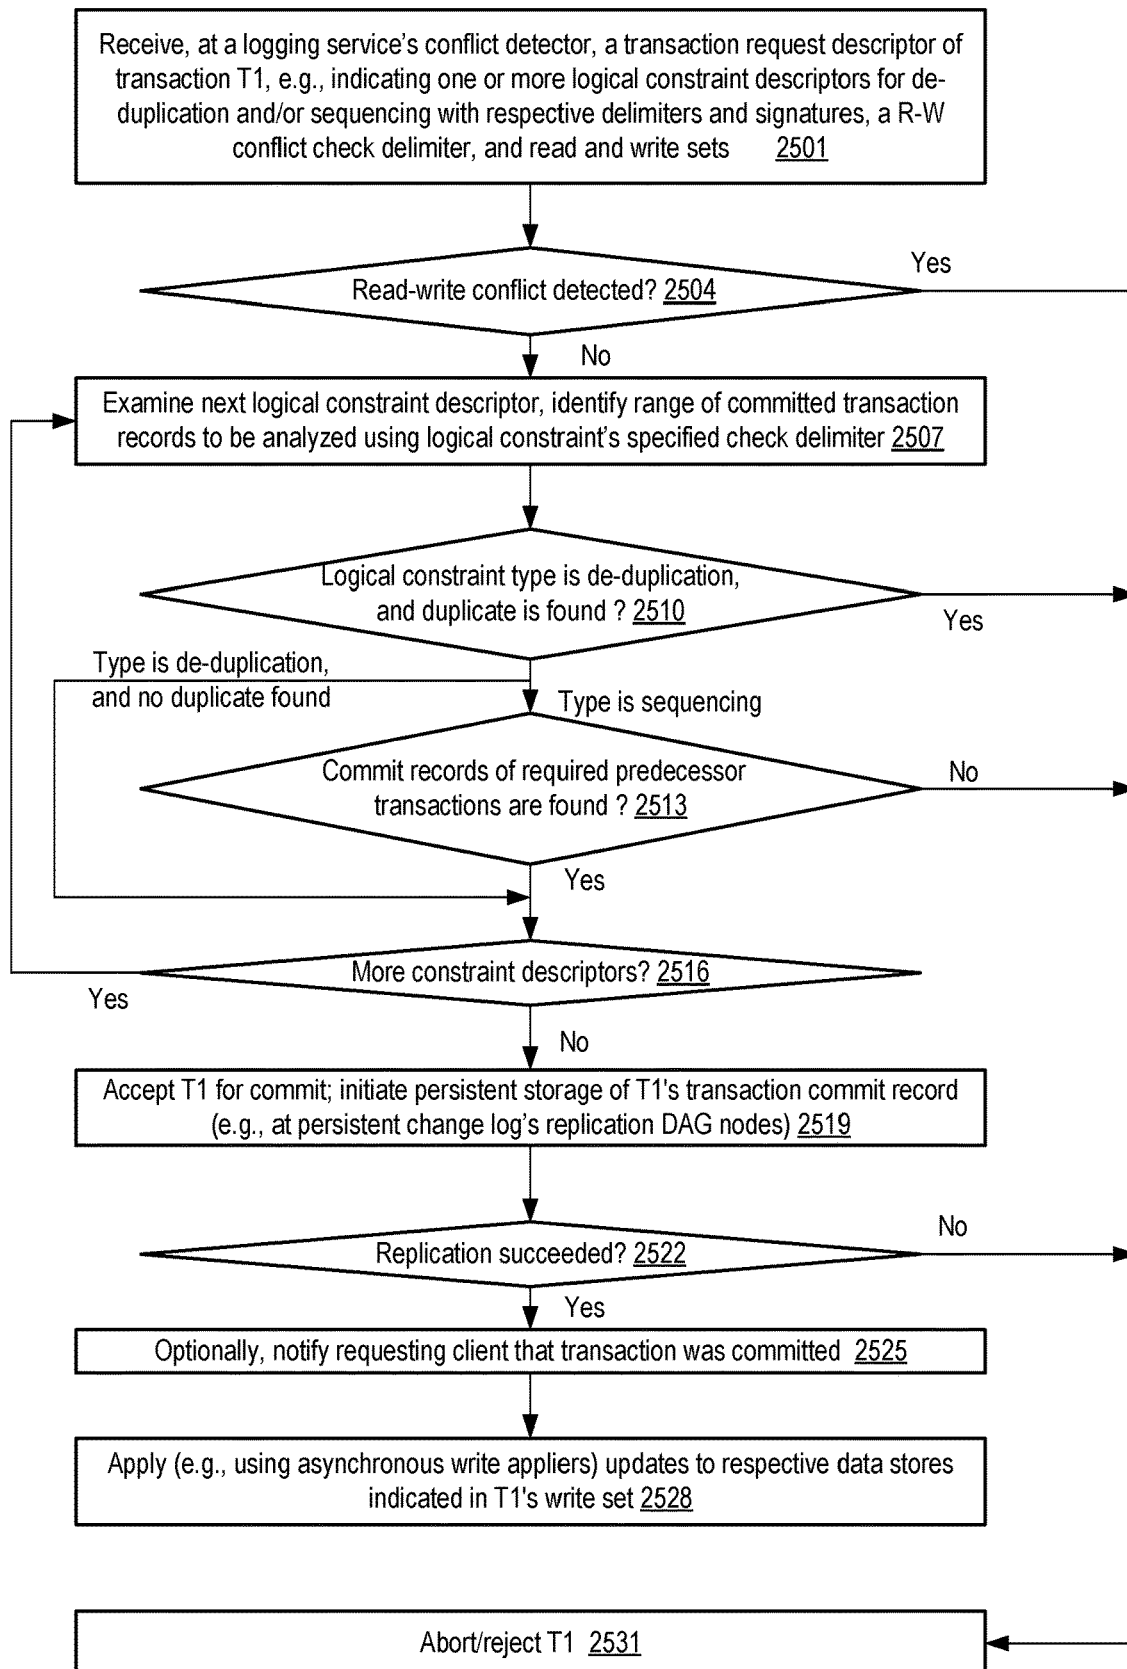 Receive, at a logging service's conflict detector, a transaction request descriptor of
transaction T1, e.g., indicating one or more logical constraint descriptors for de-
duplication and/or sequencing with respective delimiters and signatures, a R-W
conflict check delimiter, and read and write sets 2501
Yes
Read-write conflict detected? 2504
No
Examine next logical constraint descriptor, identify range of committed transaction
records to be analyzed using logical constraint's specified check delimiter 2507
Logical constraint type is de-duplication,
and duplicate is found ? 2510
Yes
Type is de-duplication,
and no duplicate found
Type is sequencing
Commit records of required predecessor
transactions are found ? 2513
No
Yes
More constraint descriptors? 2516
Yes
No
Accept T1 for commit; initiate persistent storage of T1's transaction commit record
(e.g., at persistent change log's replication DAG nodes) 2519
No
Replication succeeded? 2522
Yes
Optionally, notify requesting client that transaction was committed 2525
Apply (e.g., using asynchronous write appliers) updates to respective data stores
indicated in T1's write set 2528
Abort/reject T1 2531